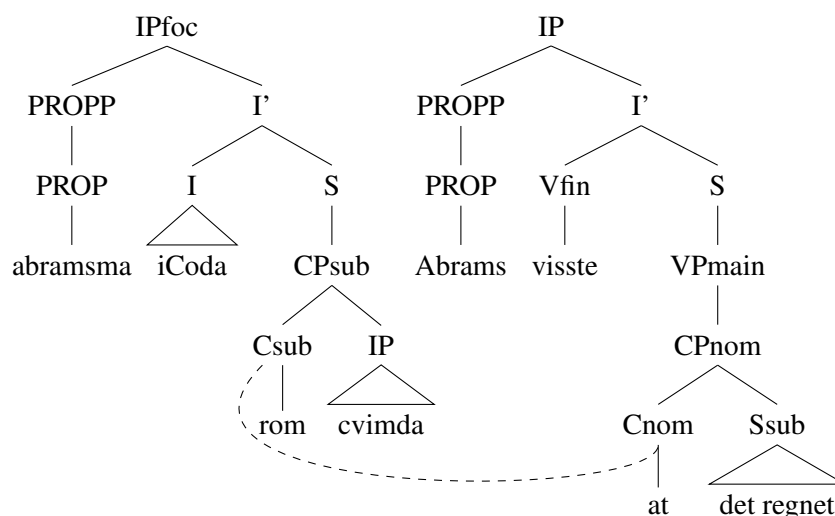 IPfoc IP
PROPP I’ PROPP I’
PROP I S PROP Vfin S
abramsma iCoda CPsub Abrams visste VPmain
Csub IP CPnom
rom cvimda Cnom Ssub
at det regnet